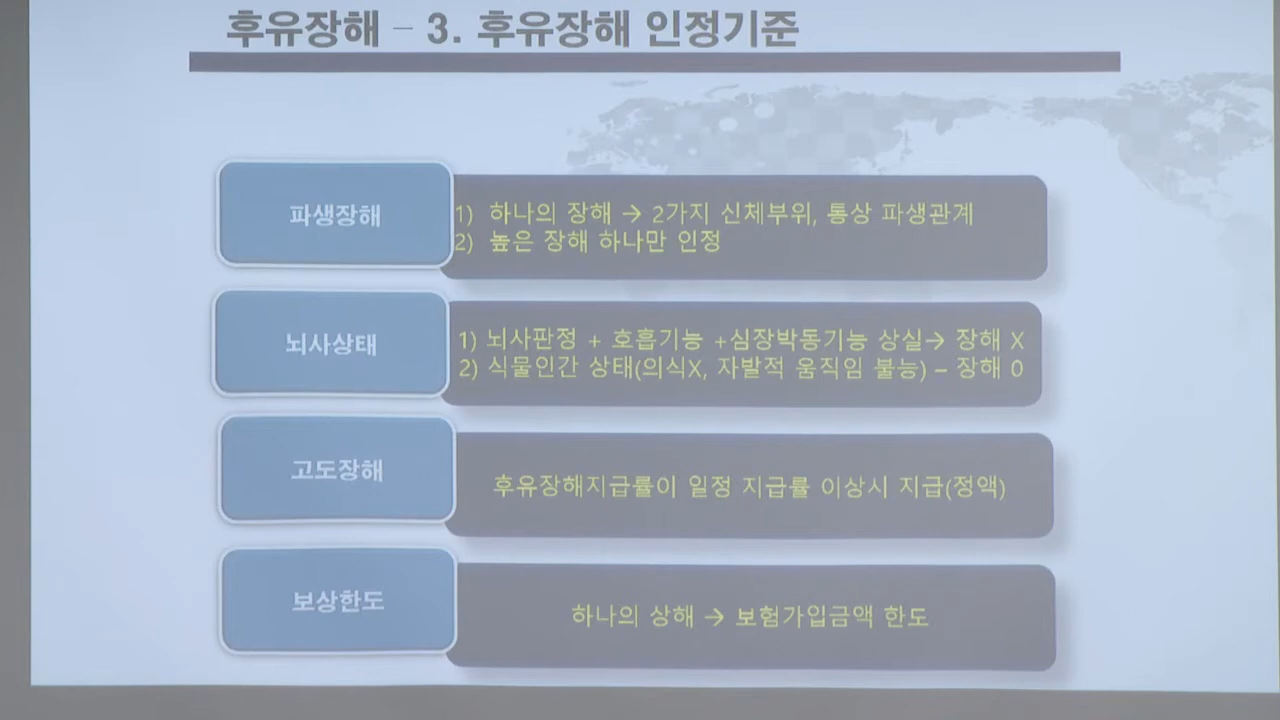 후유장해 – 3. 후유장해 인정기준
파생장해
1) 하나의 장해 → 2가지 신체부위, 통상 파생관계
2) 높은 장해 하나만 인정
뇌사상태
1) 뇌사판정 + 호흡기능 +심장박동기능 상실→ 장해 X
2) 식물인간 상태(의식X, 자발적 움직임 불능) – 장해 0
고도장해
후유장해지급률이 일정 지급률 이상시 지급(정액)
보상한도
하나의 상해 → 보험가입금액 한도